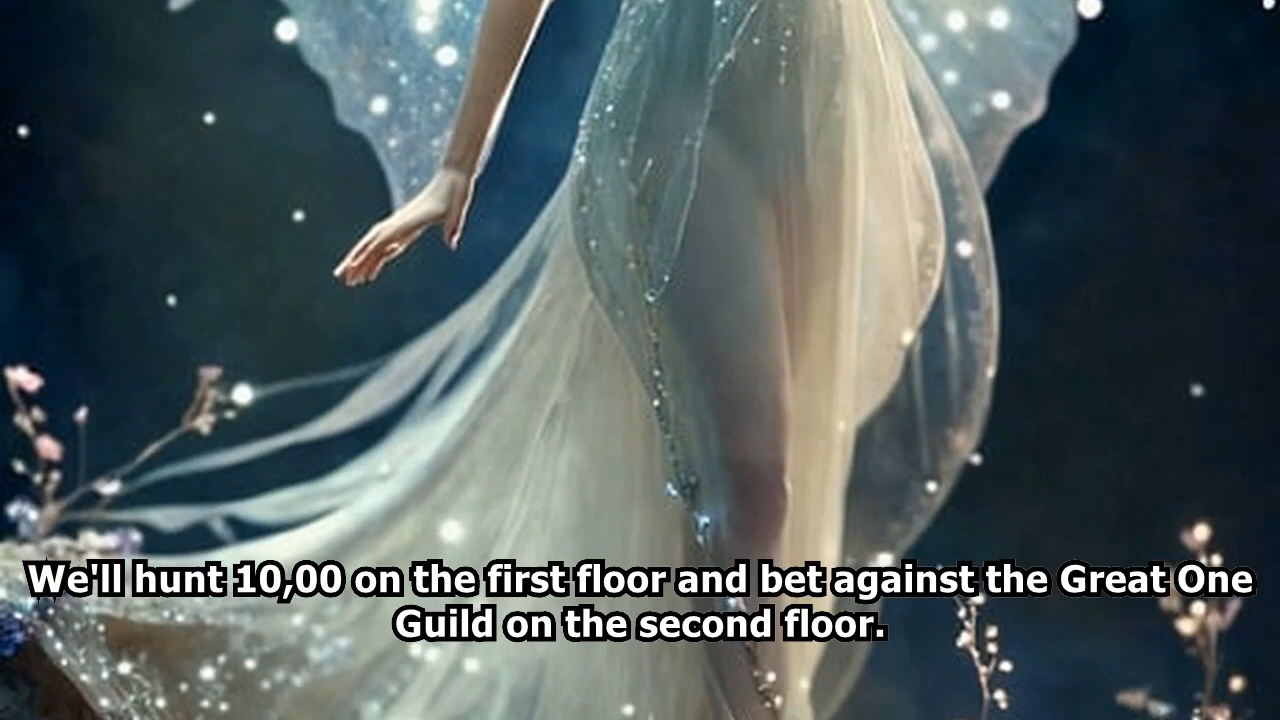 We'll hunt 10,00 on the first floor and bet against the Great One
Guild on the second floor.